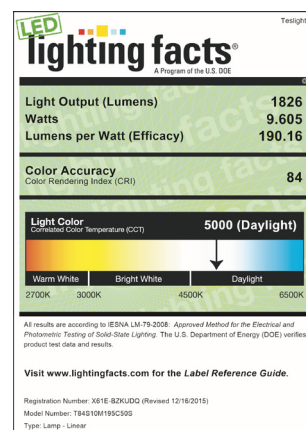 Teslight
LED
lighting facts®
A Program of the U.S. DOE
Light Output (Lumens) 1826
Watts 9.605
Lumens per Watt (Efficacy) 190.16
Color Accuracy
Color Rendering Index (CRI) 84
Light Color
Correlated Color Temperature (CCT) 5000 (Daylight)
Warm White Bright White Daylight
2700K 3000K 4500K 6500K
All results are according to IESNA LM-79-2008: Approved Method for the Electrical and
Photometric Testing of Solid-State Lighting. The U.S. Department of Energy (DOE) verifies
product test data and results.
Visit www.lightingfacts.com for the Label Reference Guide.
Registration Number: X61E-BZKUDQ (Revised 12/16/2015)
Model Number: T84S10M195C50S
Type: Lamp - Linear